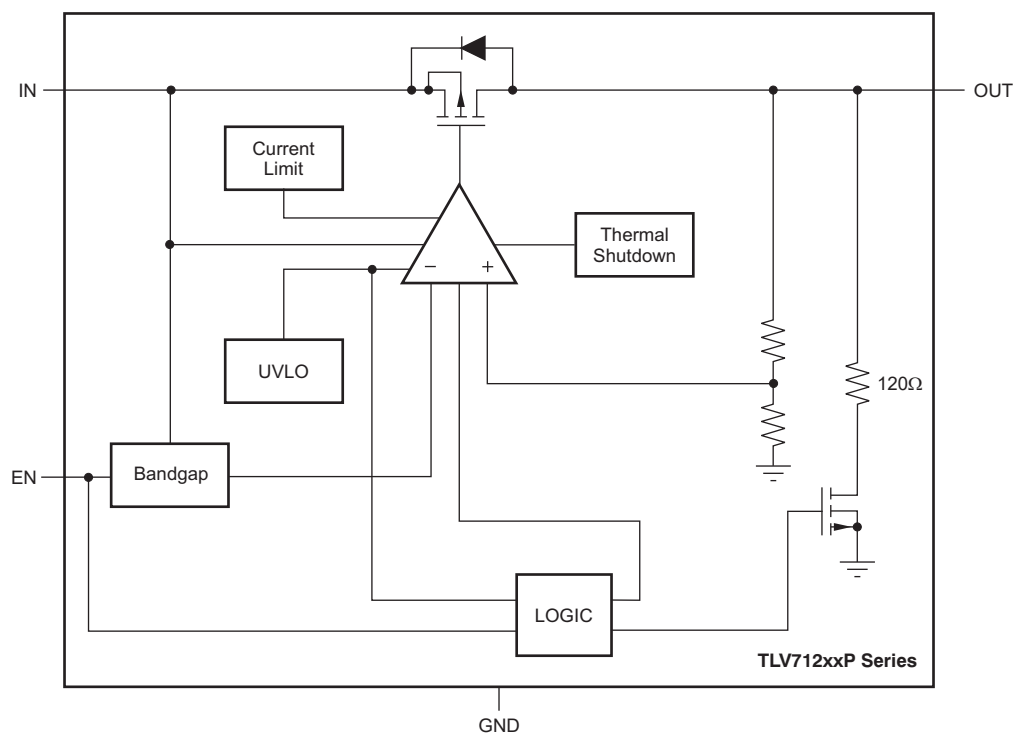 IN
OUT
Current
Limit
Thermal
Shutdown
−
+
UVLO
120Ω
EN
Bandgap
LOGIC
TLV712xxP Series
GND